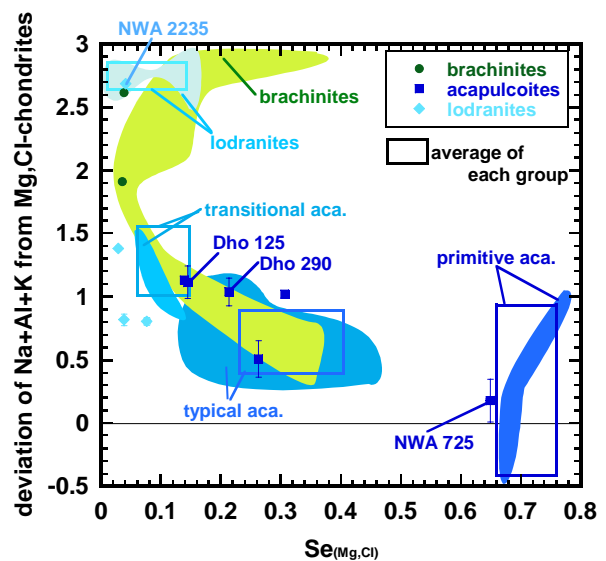 NWA 2235
deviation of Na+Al+K from Mg,CI-chondrites
3
2.5
2
1.5
1
0.5
0
-0.5
brachinites
acapulcoites
lodranites
average of
each group
brachinites
lodranites
transitional aca.
Dho 125
Dho 290
primitive aca.
typical aca.
NWA 725
0 0.1 0.2 0.3 0.4 0.5 0.6 0.7 0.8
Se(Mg,CI)